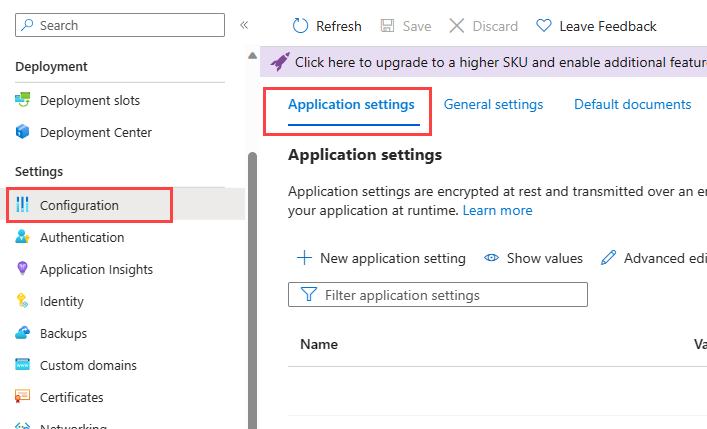 Search
«
Deployment
Deployment slots
Deployment Center
Settings
Configuration
Authentication
Application Insights
Identity
Backups
Custom domains
Certificates
Networking
Refresh
Save
Discard
Leave Feedback
Click here to upgrade to a higher SKU and enable additional featur
Application settings
General settings
Default documents
Application settings
Application settings are encrypted at rest and transmitted over an en
your application at runtime. Learn more
New application setting
Show values
Advanced edi
Filter application settings
Name
Va